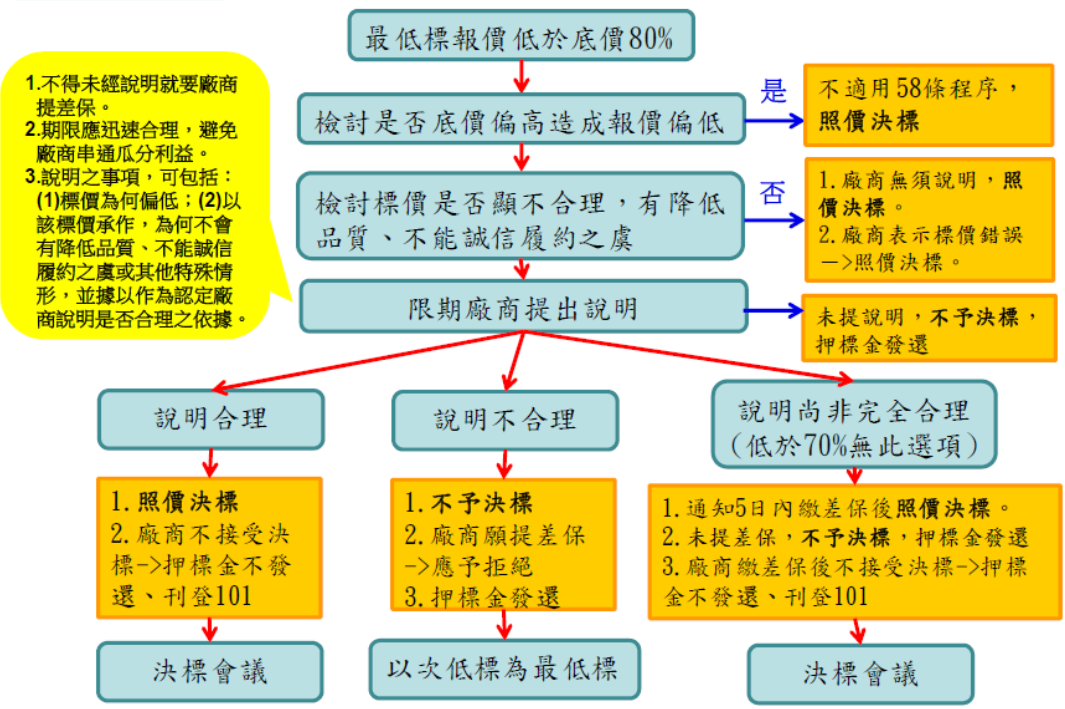 最低標報價低於底價80%
1.不得未經說明就要廠商
提差保。
2.期限應迅速合理，避免
廠商串通瓜分利益。
3.說明之事項，可包括：
(1)標價為何偏低；(2)以
該標價承作，為何不會
有降低品質、不能誠信
履約之虞或其他特殊情
形，並據以作為認定廠
商說明是否合理之依據。
檢討是否底價偏高造成報價偏低
是
不適用58條程序，
照價決標
檢討標價是否顯不合理，有降低
品質、不能誠信履約之虞
否
1.廠商無須說明，照
價決標。
2.廠商表示標價錯誤
—>照價決標。
限期廠商提出說明
未提說明，不予決標，
押標金發還
說明合理
說明不合理
說明尚非完全合理
（低於70%無此選項）
1.照價決標
2.廠商不接受決
標->押標金不發
還、刊登101
1.不予決標
2.廠商願提差保
->應予拒絕
3.押標金發還
1.通知5日內繳差保後照價決標。
2.未提差保，不予決標，押標金發還
3.廠商繳差保後不接受決標->押標
金不發還、刊登101
決標會議
以次低標為最低標
決標會議